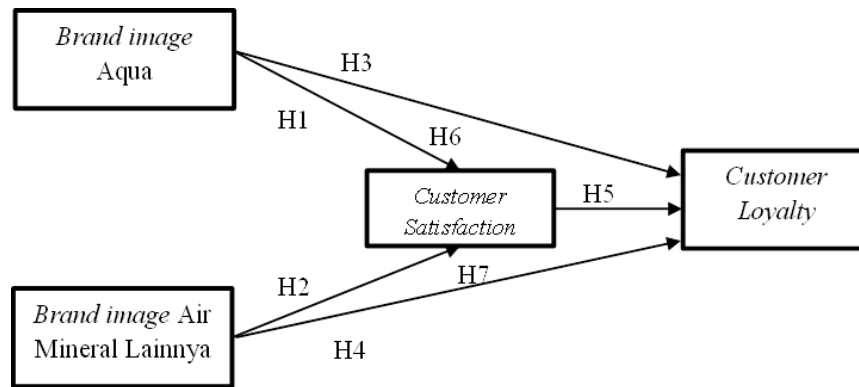 Brand image
Aqua
H3
H1
H6
Customer
Satisfaction
H5
Customer
Loyalty
H2
H7
Brand image Air
Mineral Lainnya
H4